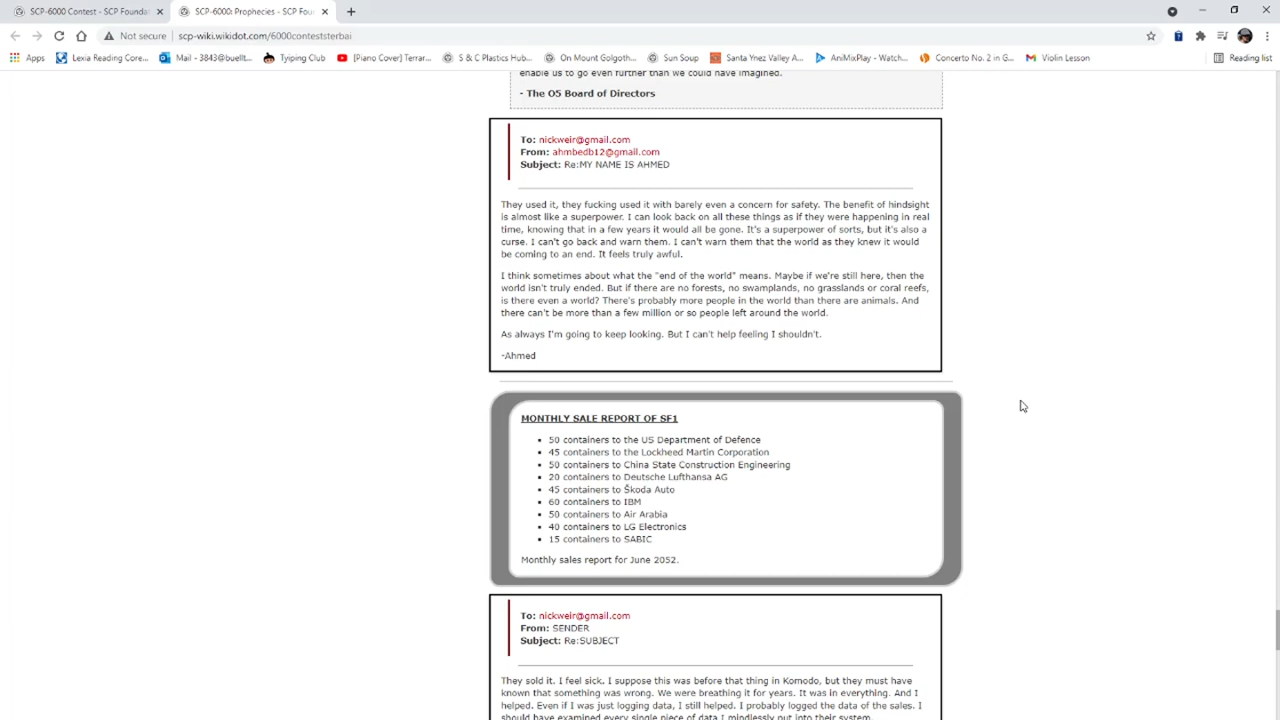 SCP-6000 Contest - SCP Founda
SCP-6000: Prophecies - SCP Fou
Not secure
scp-wiki.wikidot.com/6000conteststerbai
Apps
Lexia Reading Core...
Mail - 3843@buellt...
Tyiping Club
[Piano Cover] Terrar...
S & C Plastics Hub...
On Mount Golgoth...
Sun Soup
Santa Ynez Valley A...
AniMixPlay - Watch...
Concerto No. 2 in G...
Violin Lesson
Reading list
enable us to go even further than we could have imagined.
- The O5 Board of Directors
To: nickweir@gmail.com
From: ahmbedb12@gmail.com
Subject: Re:MY NAME IS AHMED
They used it, they fucking used it with barely even a concern for safety. The benefit of hindsight
is almost like a superpower. I can look back on all these things as if they were happening in real
time, knowing that in a few years it would all be gone. It's a superpower of sorts, but it's also a
curse. I can't go back and warn them. I can't warn them that the world as they knew it would
be coming to an end. It feels truly awful.
I think sometimes about what the "end of the world" means. Maybe if we're still here, then the
world isn't truly ended. But if there are no forests, no swamplands, no grasslands or coral reefs,
is there even a world? There's probably more people in the world than there are animals. And
there can't be more than a few million or so people left around the world.
As always I'm going to keep looking. But I can't help feeling I shouldn't.
-Ahmed
MONTHLY SALE REPORT OF SF1
• 50 containers to the US Department of Defence
• 45 containers to the Lockheed Martin Corporation
• 50 containers to China State Construction Engineering
• 20 containers to Deutsche Lufthansa AG
• 45 containers to Škoda Auto
• 60 containers to IBM
• 50 containers to Air Arabia
• 40 containers to LG Electronics
• 15 containers to SABIC
Monthly sales report for June 2052.
To: nickweir@gmail.com
From: SENDER
Subject: Re:SUBJECT
They sold it. I feel sick. I suppose this was before that thing in Komodo, but they must have
known that something was wrong. We were breathing it for years. It was in everything. And I
helped. Even if I was just logging data, I still helped. I probably logged the data of the sales. I
should have examined every single piece of data I mindlessly put into their system.